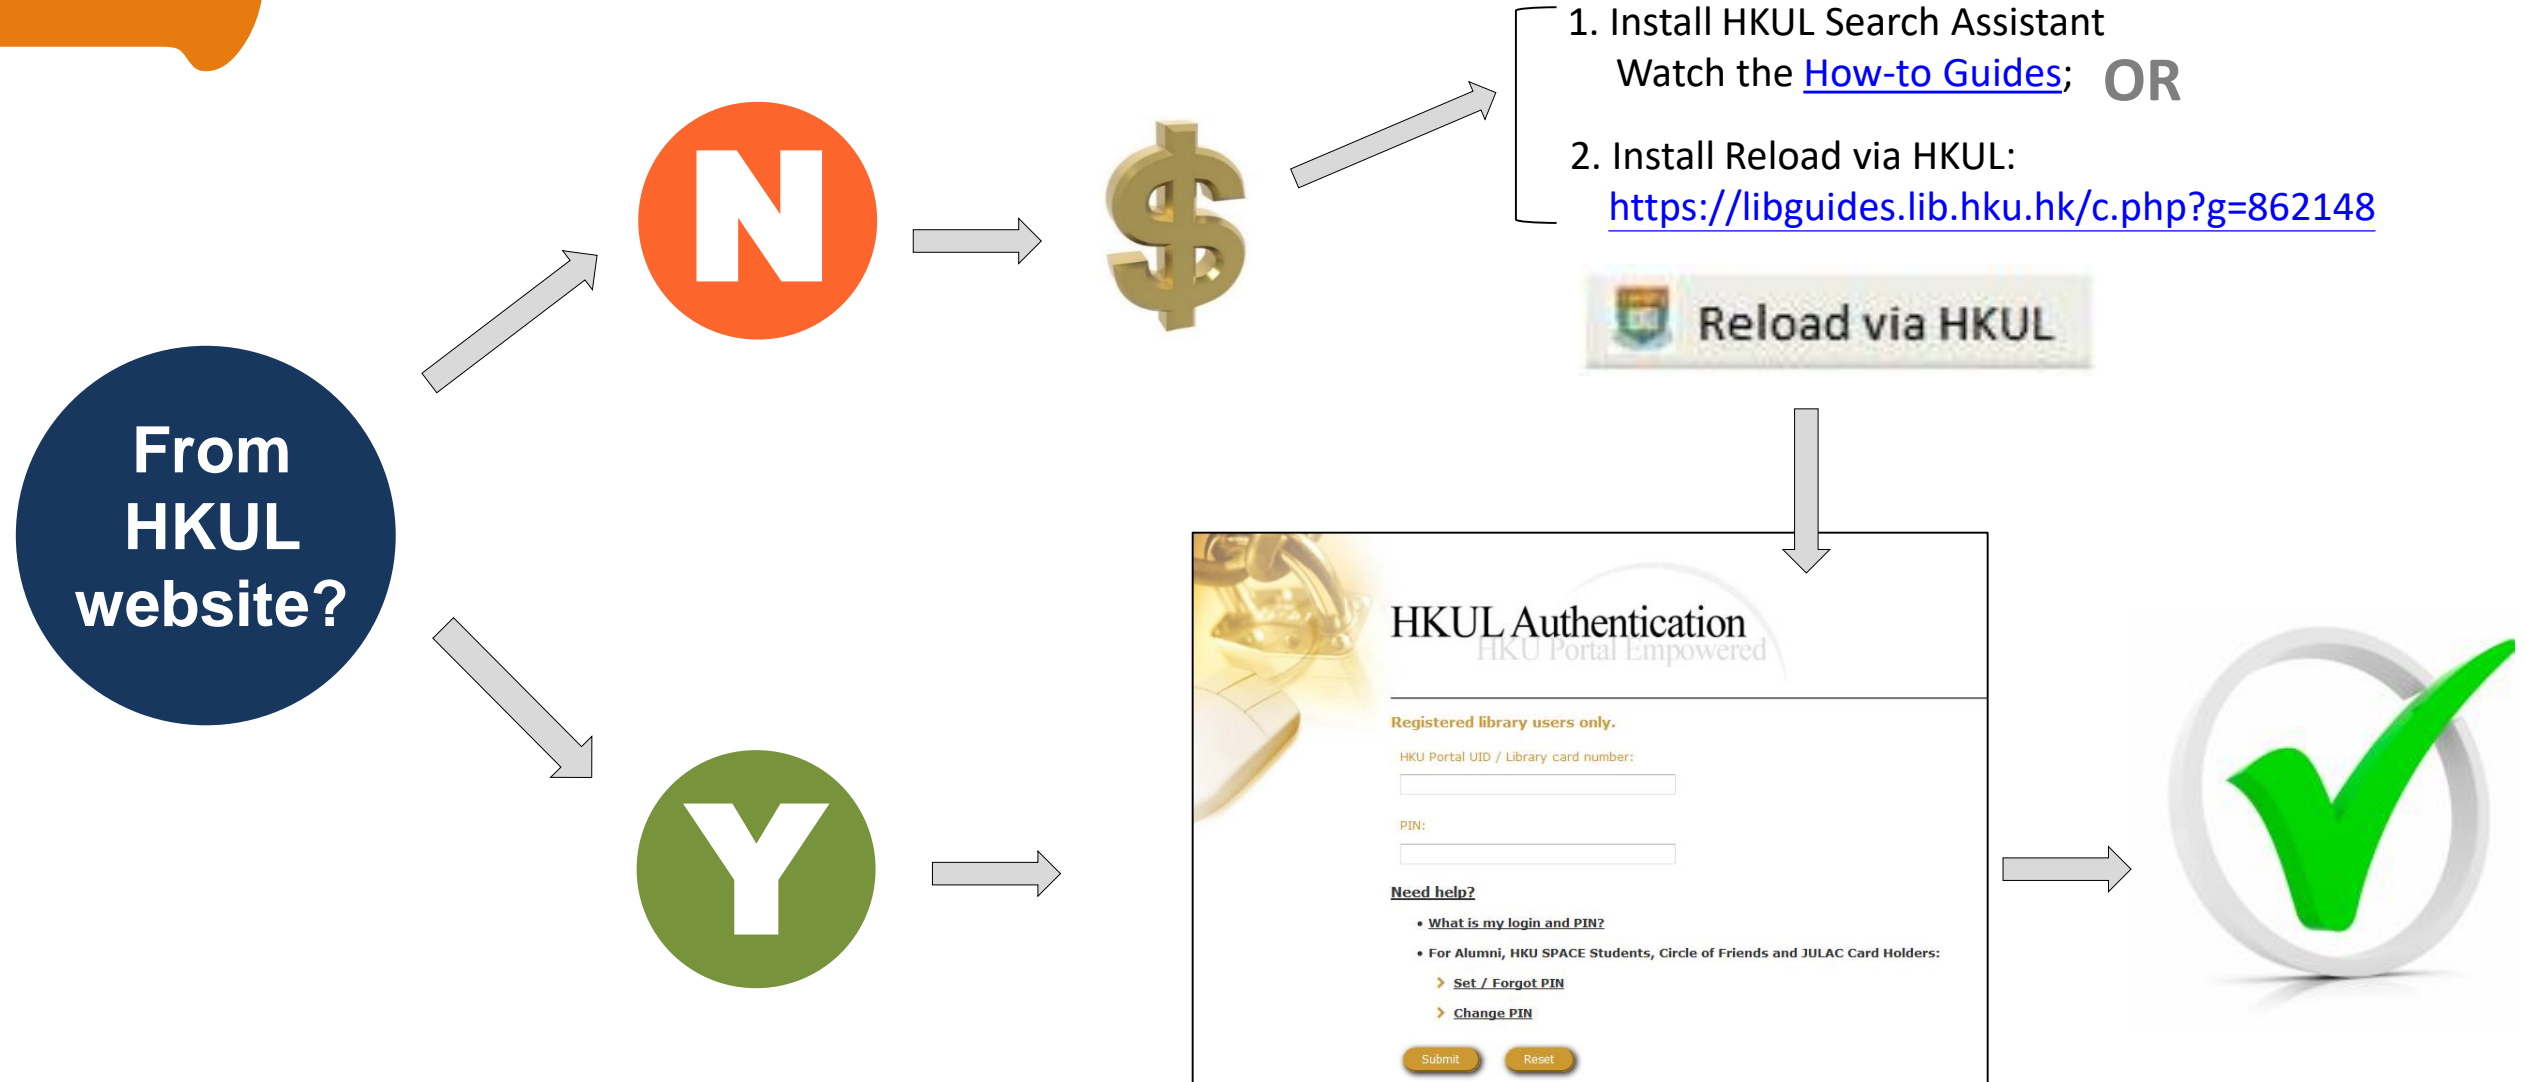 1. Install HKUL Search Assistant
Watch the How-to Guides; OR
2. Install Reload via HKUL:
https://libguides.lib.hku.hk/c.php?g=862148
N
$
Reload via HKUL
From
HKUL
website?
Y
HKUL Authentication
HKU Portal Empowered
Registered library users only.
HKU Portal UID / Library card number:
PIN:
Need help?
• What is my login and PIN?
• For Alumni, HKU SPACE Students, Circle of Friends and JULAC Card Holders:
Set / Forgot PIN
Change PIN
Submit Reset